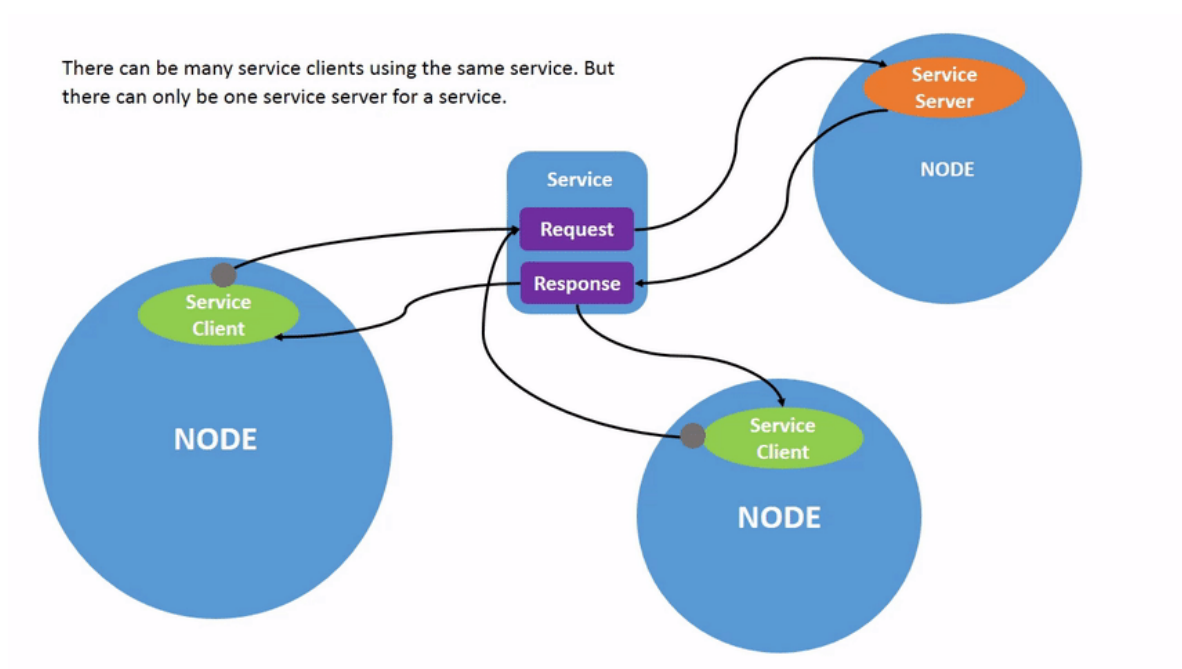 There can be many service clients using the same service. But
there can only be one service server for a service.
Service
Server
NODE
Service
Request
Response
Service
Client
NODE
Service
Client
NODE